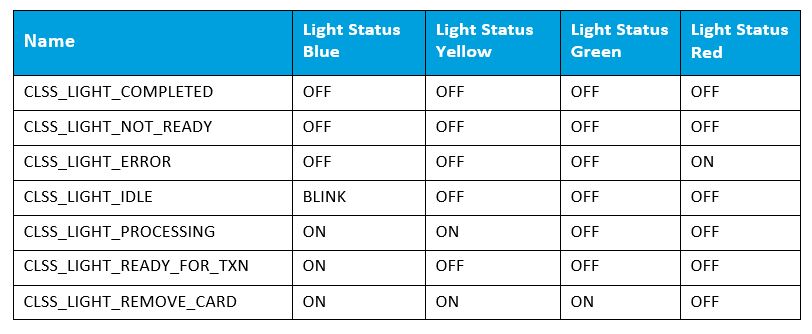 Name Light Status Blue Light Status Yellow Light Status Green Light Status Red
CLSS_LIGHT_COMPLETED OFF OFF OFF OFF
CLSS_LIGHT_NOT_READY OFF OFF OFF OFF
CLSS_LIGHT_ERROR OFF OFF OFF ON
CLSS_LIGHT_IDLE BLINK OFF OFF OFF
CLSS_LIGHT_PROCESSING ON ON OFF OFF
CLSS_LIGHT_READY_FOR_TXN ON OFF OFF OFF
CLSS_LIGHT_REMOVE_CARD ON ON ON OFF